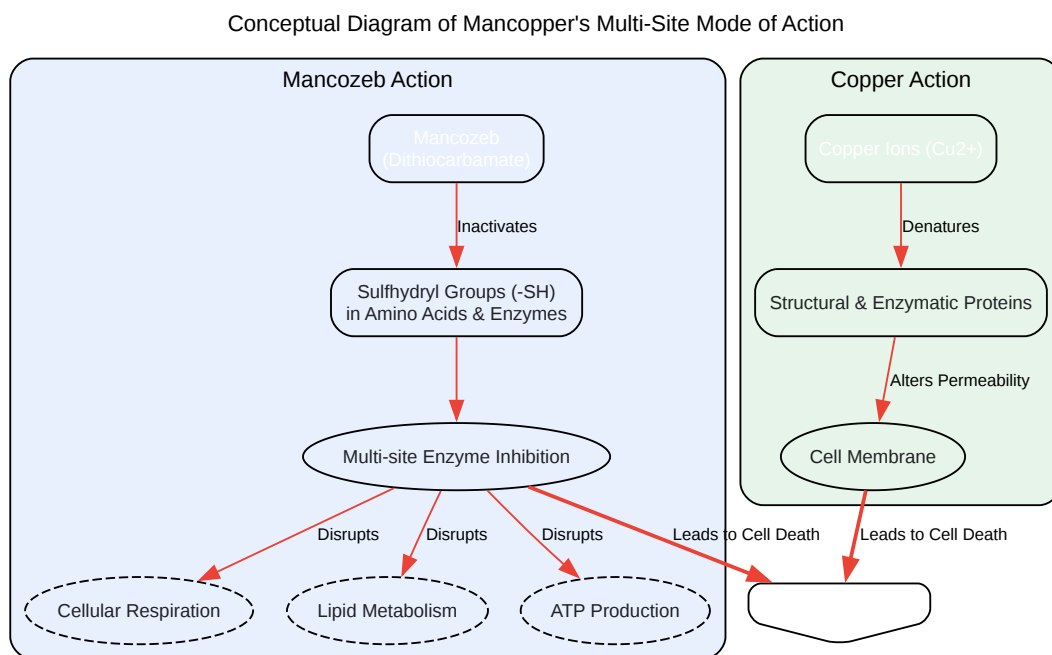 Conceptual Diagram of Mancopper's Multi-Site Mode of Action
Mancozeb Action
Copper Action
Mancozeb
(Dithiocarbamate)
Copper Ions (Cu2+)
Inactivates
Denatures
Sulfhydryl Groups (-SH)
in Amino Acids & Enzymes
Structural & Enzymatic Proteins
Alters Permeability
Multi-site Enzyme Inhibition
Cell Membrane
Disrupts
Disrupts
Disrupts
Leads to Cell Death
Leads to Cell Death
Cellular Respiration
Lipid Metabolism
ATP Production